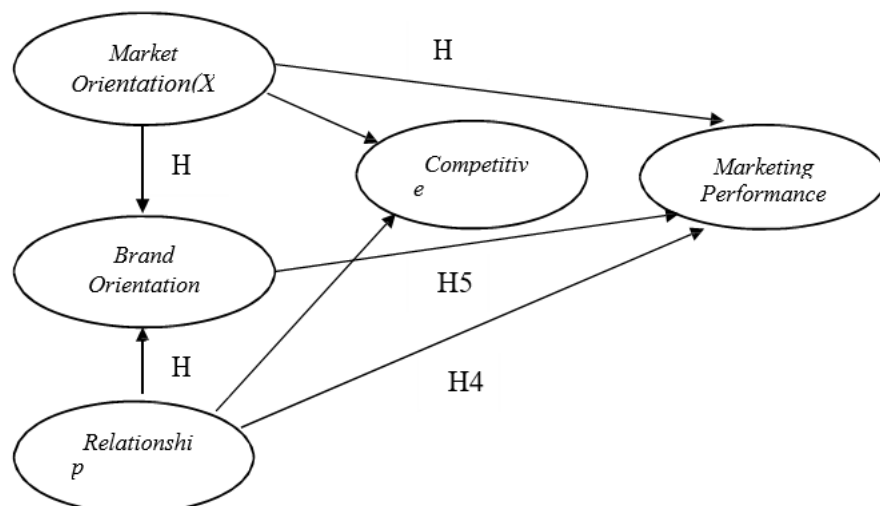 Market
Orientation(X
H
Competitiv
e
Marketing
Performance
H
Brand
Orientation
H5
H
H4
Relationshi
p